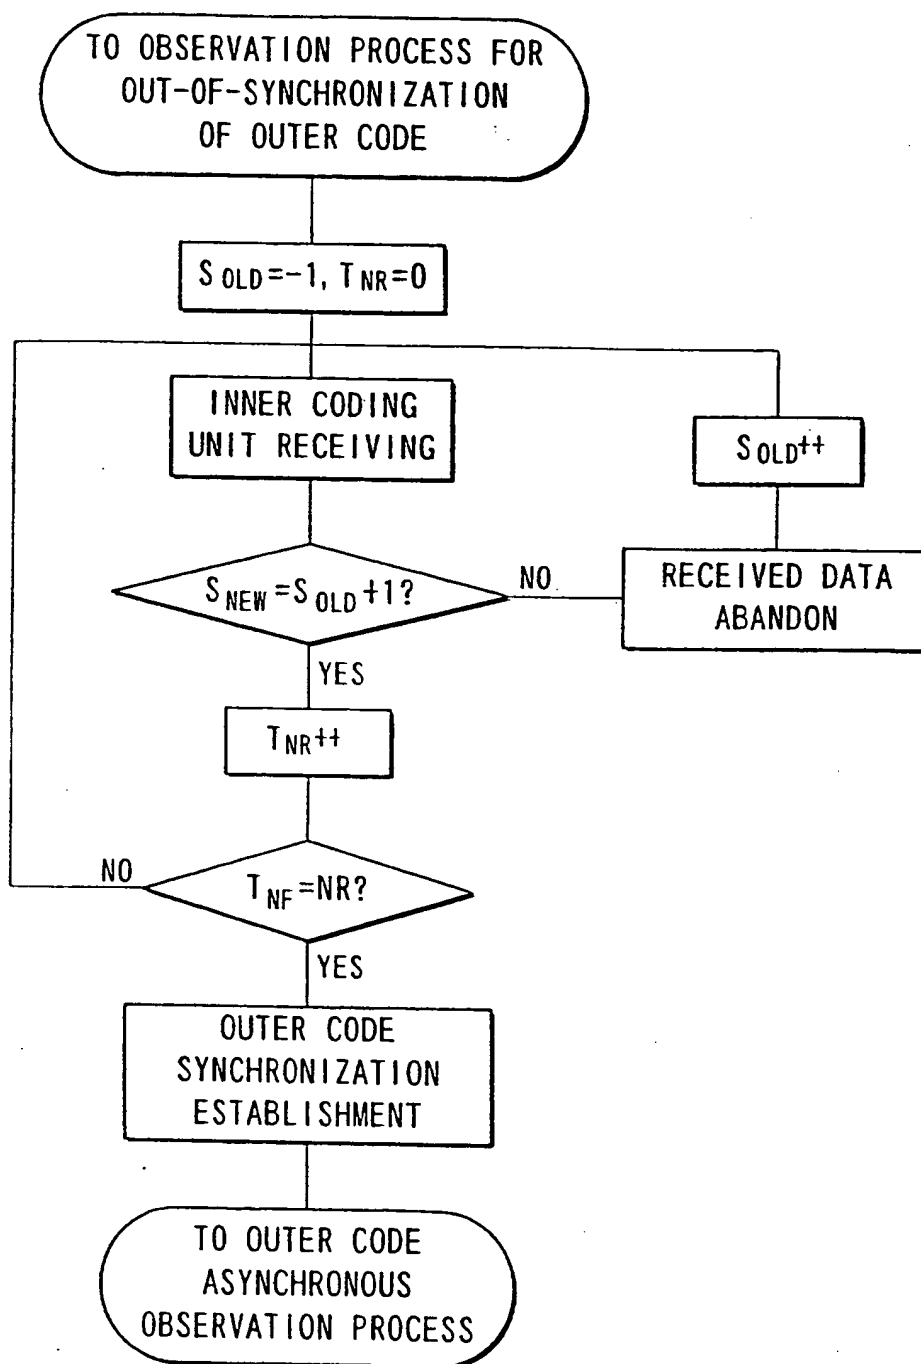 TO OBSERVATION PROCESS FOR
OUT-OF-SYNCHRONIZATION
OF OUTER CODE
S OLD=-1, T NR=0
INNER CODING
UNIT RECEIVING
S OLD++
S NEW=S OLD+1?
NO
RECEIVED DATA
ABANDON
YES
T NR++
NO
T NF=NR?
YES
OUTER CODE
SYNCHRONIZATION
ESTABLISHMENT
TO OUTER CODE
ASYNCHRONOUS
OBSERVATION PROCESS